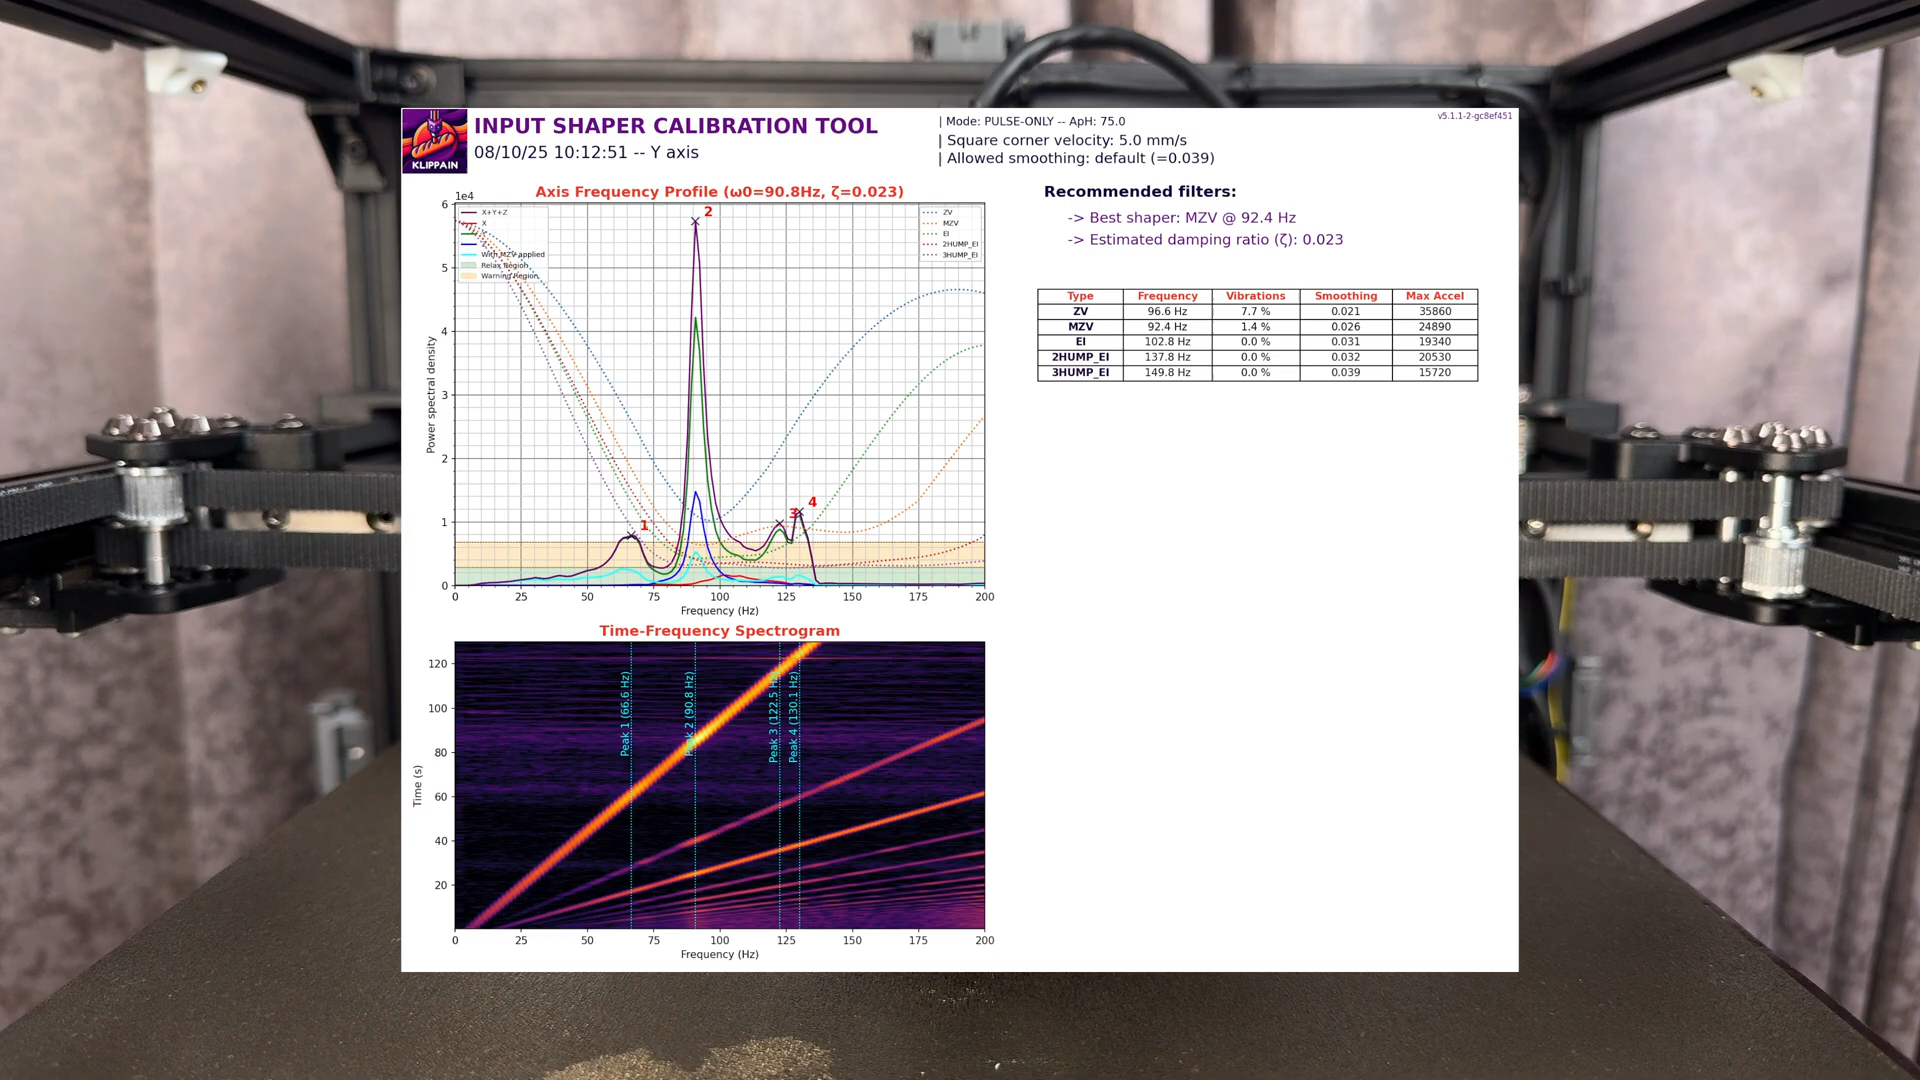 KLIPPAIN
INPUT SHAPER CALIBRATION TOOL
08/10/25 10:12:51 -- Y axis
| Mode: PULSE-ONLY -- ApH: 75.0
| Square corner velocity: 5.0 mm/s
| Allowed smoothing: default (=0.039)
v5.1.1-2-gc8ef451
Axis Frequency Profile (ω0=90.8Hz, ζ=0.023)
1e4
X+Y+Z
X
With MZV applied
Relax Region
Warning Region
ZV
MZV
EI
2HUMP_EI
3HUMP_EI
1
2
3
4
Power spectral density
6
5
4
3
2
1
0
0 25 50 75 100 125 150 175 200
Frequency (Hz)
Time-Frequency Spectrogram
Time (s)
120
100
80
60
40
20
Peak 1 (66.6 Hz)
Peak 2 (90.8 Hz)
Peak 3 (122.5 Hz)
Peak 4 (130.1 Hz)
0 25 50 75 100 125 150 175 200
Frequency (Hz)
Recommended filters:
-> Best shaper: MZV @ 92.4 Hz
-> Estimated damping ratio (ζ): 0.023
Type Frequency Vibrations Smoothing Max Accel
ZV 96.6 Hz 7.7 % 0.021 35860
MZV 92.4 Hz 1.4 % 0.026 24890
EI 102.8 Hz 0.0 % 0.031 19340
2HUMP_EI 137.8 Hz 0.0 % 0.032 20530
3HUMP_EI 149.8 Hz 0.0 % 0.039 15720